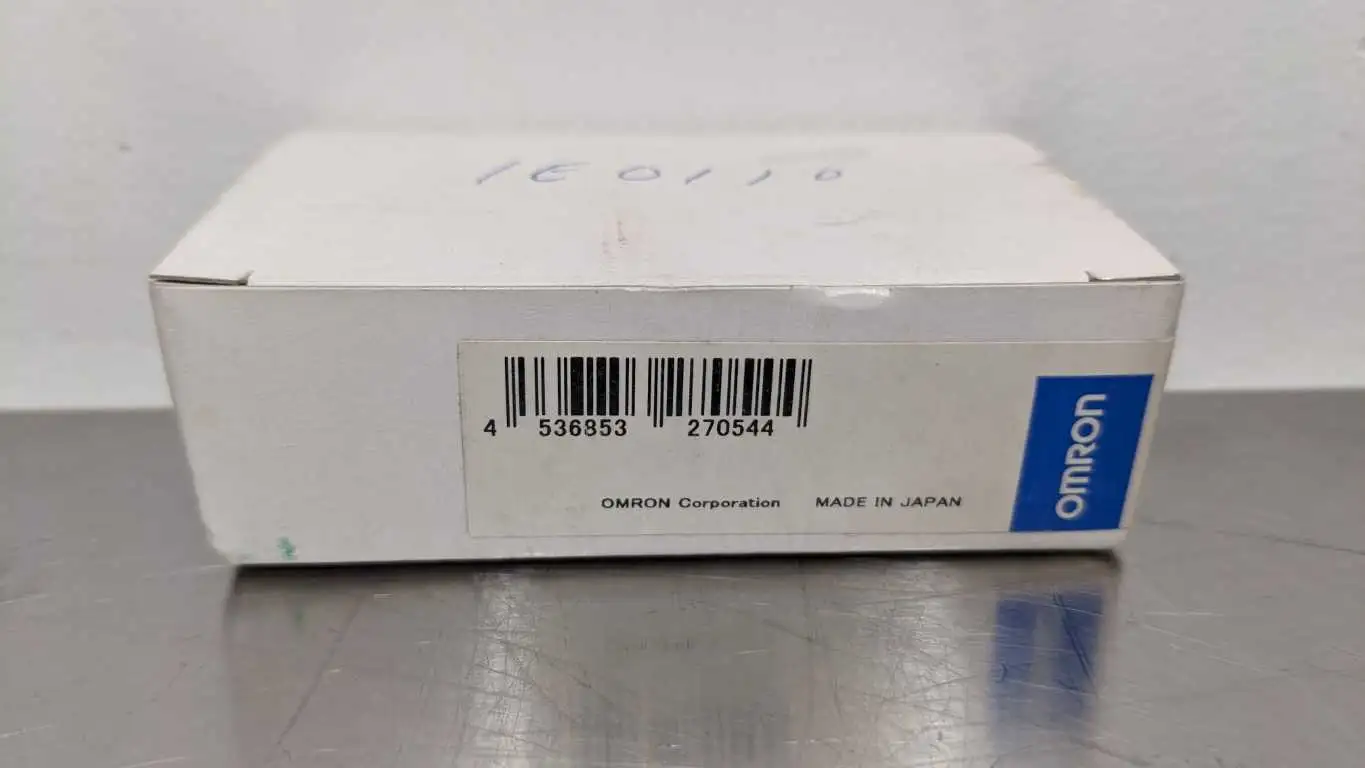 1E0110
4 536853 270544
OMRON Corporation MADE IN JAPAN
OMRON